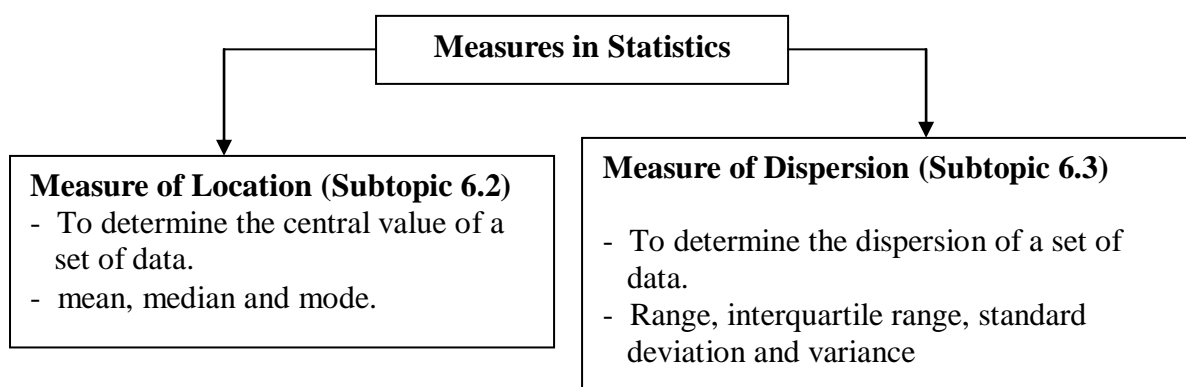 Measures in Statistics
Measure of Location (Subtopic 6.2)
- To determine the central value of a
set of data.
- mean, median and mode.
Measure of Dispersion (Subtopic 6.3)
- To determine the dispersion of a set of
data.
- Range, interquartile range, standard
deviation and variance